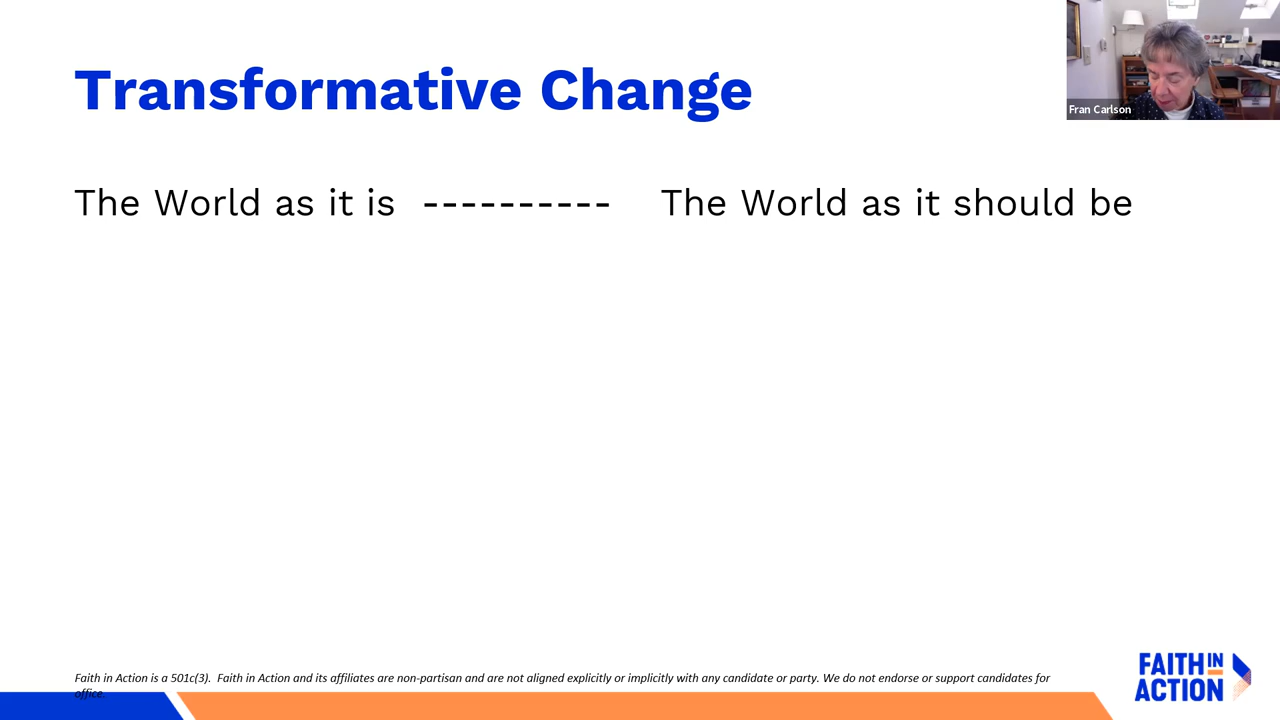 Transformative Change
Fran Carlson
The World as it is ---------- The World as it should be
Faith in Action is a 501c(3). Faith in Action and its affiliates are non-partisan and are not aligned explicitly or implicitly with any candidate or party. We do not endorse or support candidates for
office.
FAITH IN
ACTION